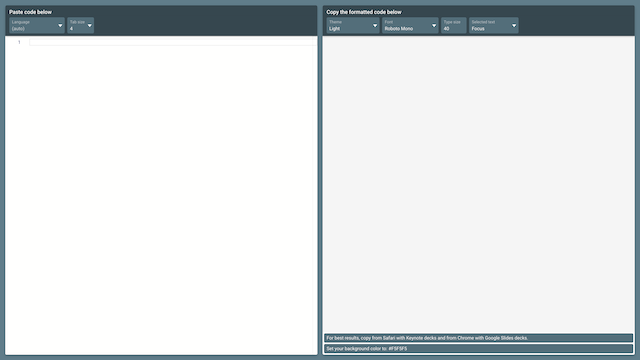 Paste code below
Language
(auto)
Tab size
4
1
Copy the formatted code below
Theme
Light
Font
Roboto Mono
Type size
40
Selected text
Focus
For best results, copy from Safari with Keynote decks and from Chrome with Google Slides decks.
Set your background color to: #F5F5F5